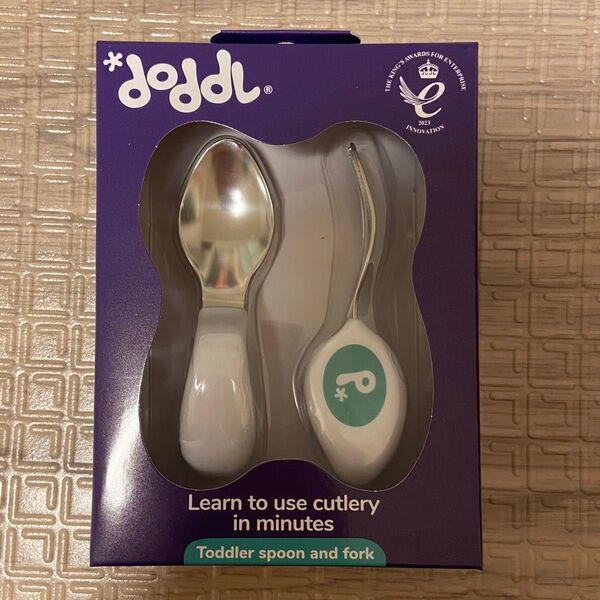 *doddl®
THE KING'S AWARDS FOR ENTERPRISE
2023
INNOVATION
Learn to use cutlery
in minutes
Toddler spoon and fork